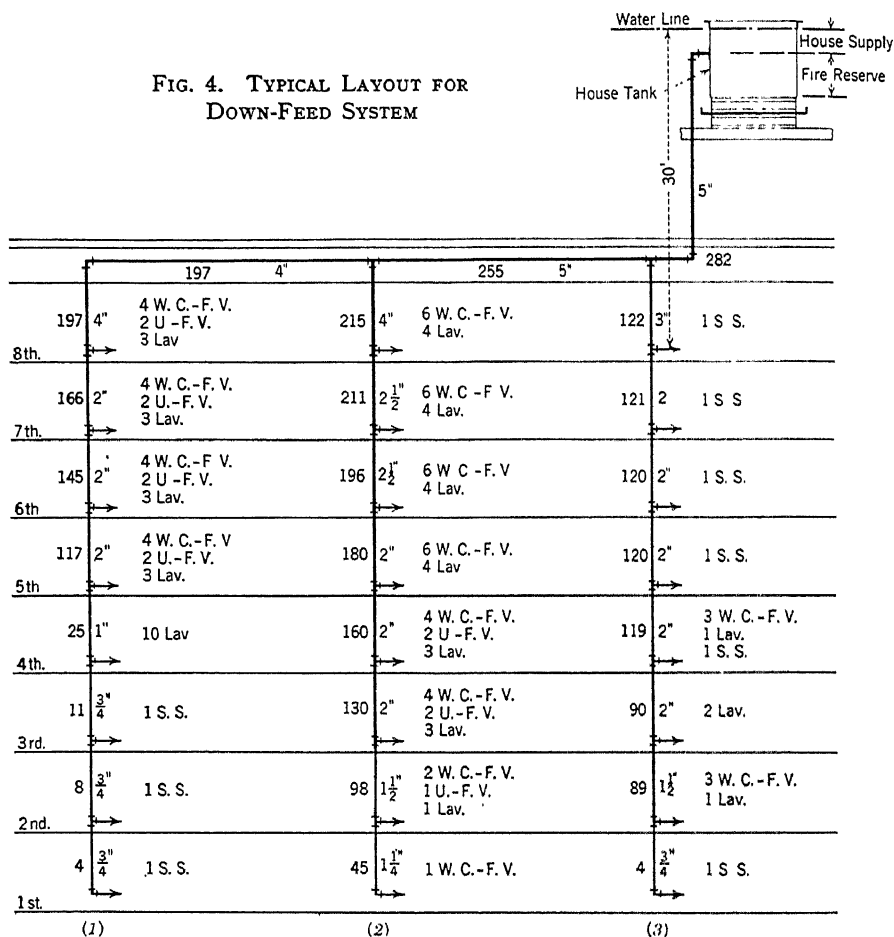 Water Line
House Supply
FIG. 4. TYPICAL LAYOUT FOR
DOWN-FEED SYSTEM
Fire Reserve
House Tank
30'
5"
197 4" 255 5" 282
197 4" 4 W. C.-F. V.
2 U -F. V.
3 Lav
215 4" 6 W. C.-F. V.
4 Lav.
122 3" 1 S S.
8th.
166 2" 4 W. C.-F. V.
2 U.-F. V.
3 Lav.
211 2 1/2" 6 W. C -F V.
4 Lav.
121 2 1 S S
7th.
145 2" 4 W. C.-F V.
2 U -F. V.
3 Lav.
196 2 1/2" 6 W C -F. V
4 Lav.
120 2" 1 S. S.
6th
117 2" 4 W. C.-F. V
2 U.-F. V.
3 Lav.
180 2" 6 W. C.-F. V.
4 Lav
120 2" 1 S. S.
5th
25 1" 10 Lav
160 2" 4 W. C.-F. V.
2 U -F. V.
3 Lav.
119 2" 3 W. C.-F. V.
1 Lav.
1 S. S.
4th.
11 3/4" 1 S. S.
130 2" 4 W. C.-F. V.
2 U.-F. V.
3 Lav.
90 2" 2 Lav.
3rd.
8 3/4" 1 S. S.
98 1 1/2" 2 W. C.-F. V.
1 U.-F. V.
1 Lav.
89 1 1/2" 3 W. C.-F. V.
1 Lav.
2nd.
4 3/4" 1 S. S.
45 1 1/4" 1 W. C.-F. V.
4 3/4" 1 S S
1st.
(1) (2) (3)